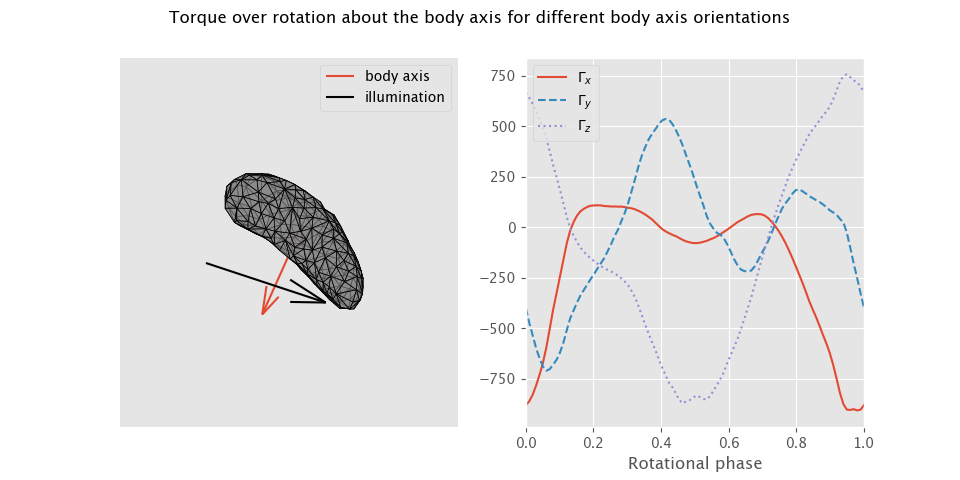 Torque over rotation about the body axis for different body axis orientations
body axis
illumination
Γx
Γy
Γz
750
500
250
0
−250
−500
−750
0.0 0.2 0.4 0.6 0.8 1.0
Rotational phase